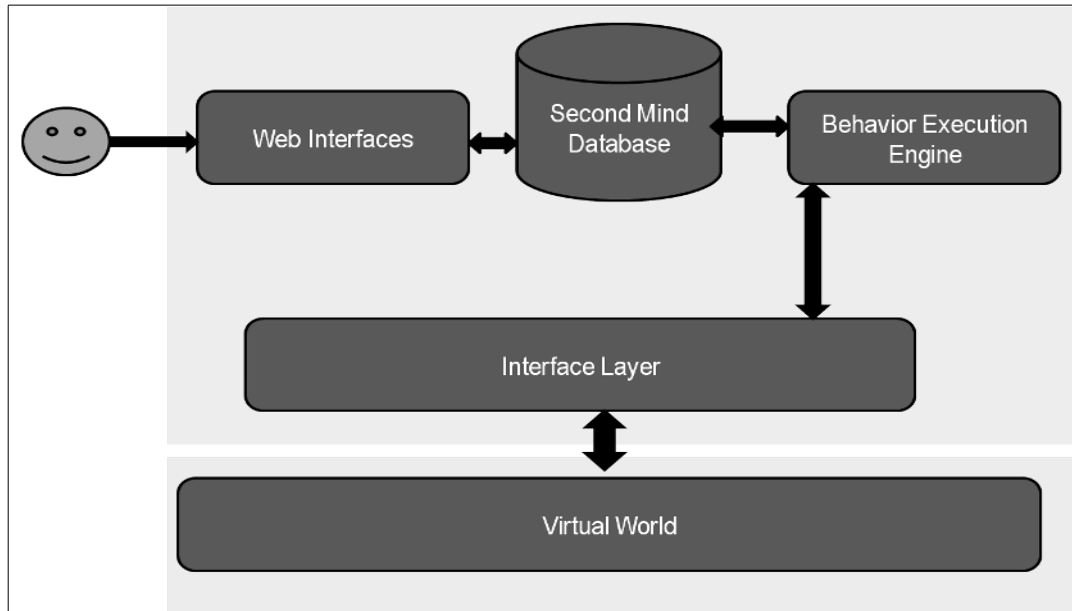 Web Interfaces
Second Mind
Database
Behavior Execution
Engine
Interface Layer
Virtual World